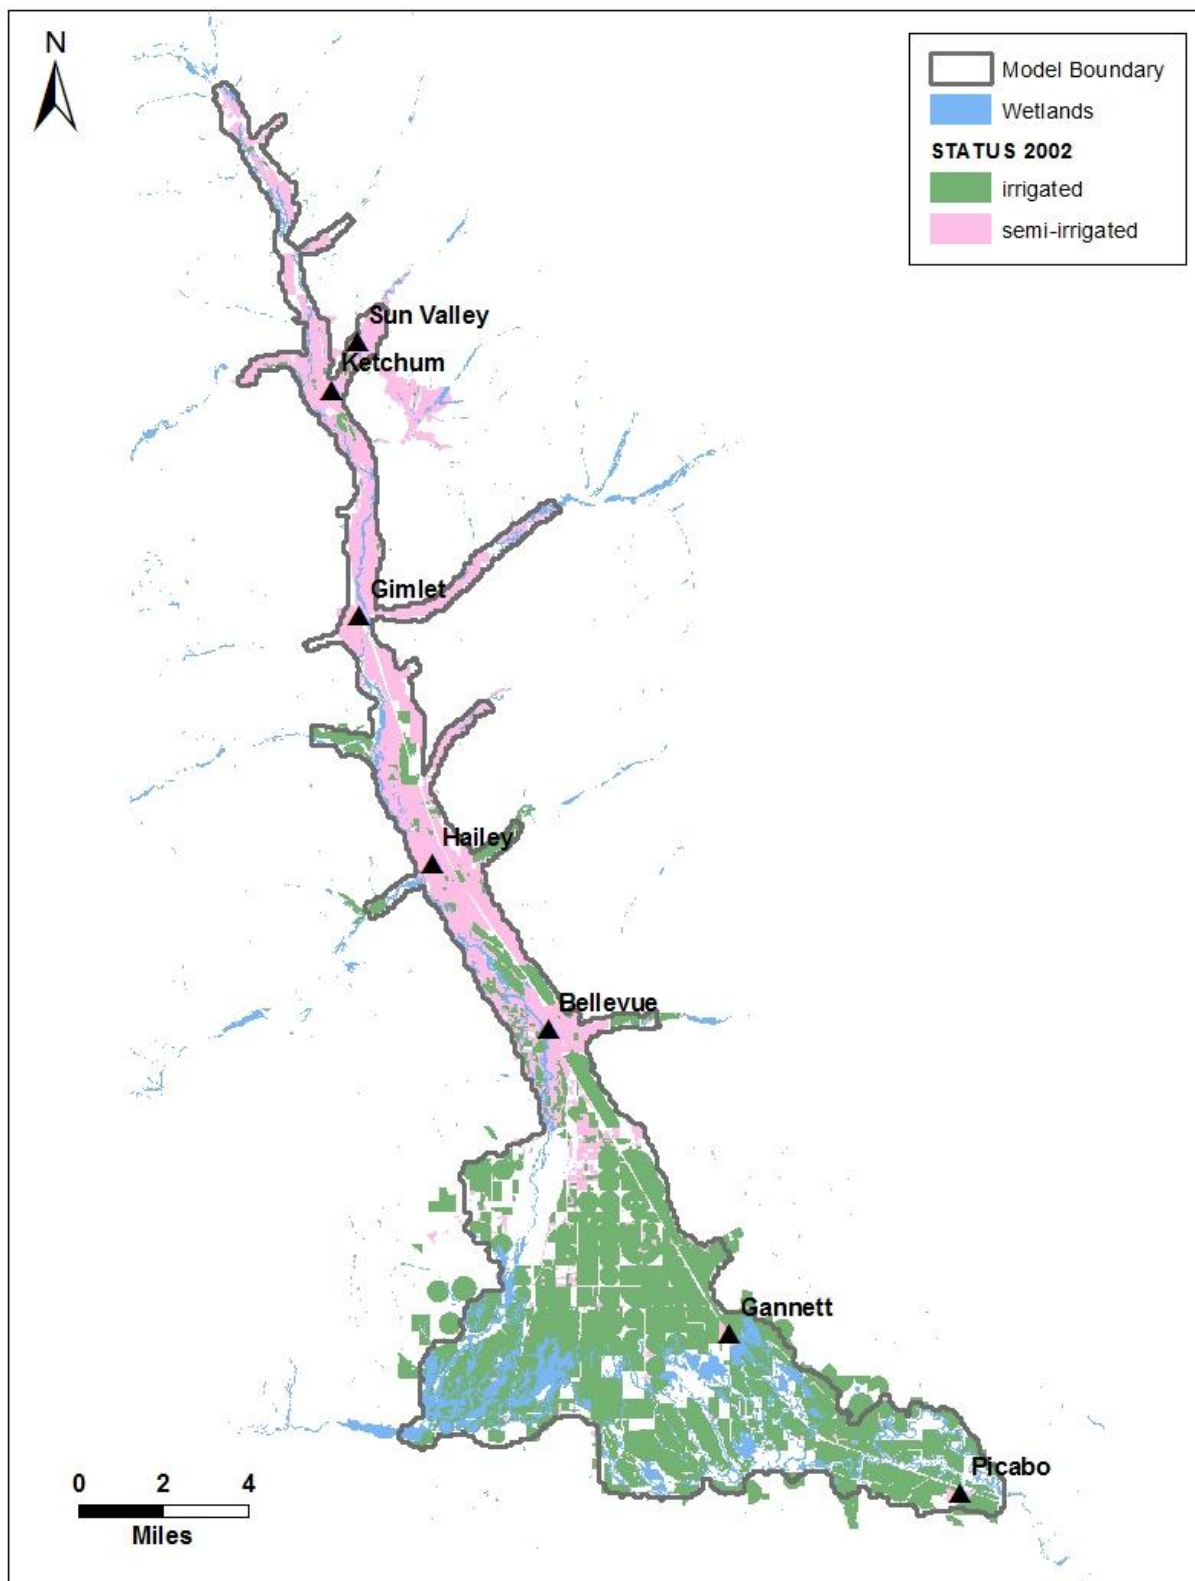 N
Model Boundary
Wetlands
STATUS 2002
irrigated
semi-irrigated
Sun Valley
Ketchum
Gimlet
Hailey
Bellevue
Gannett
Picabo
0 2 4
Miles